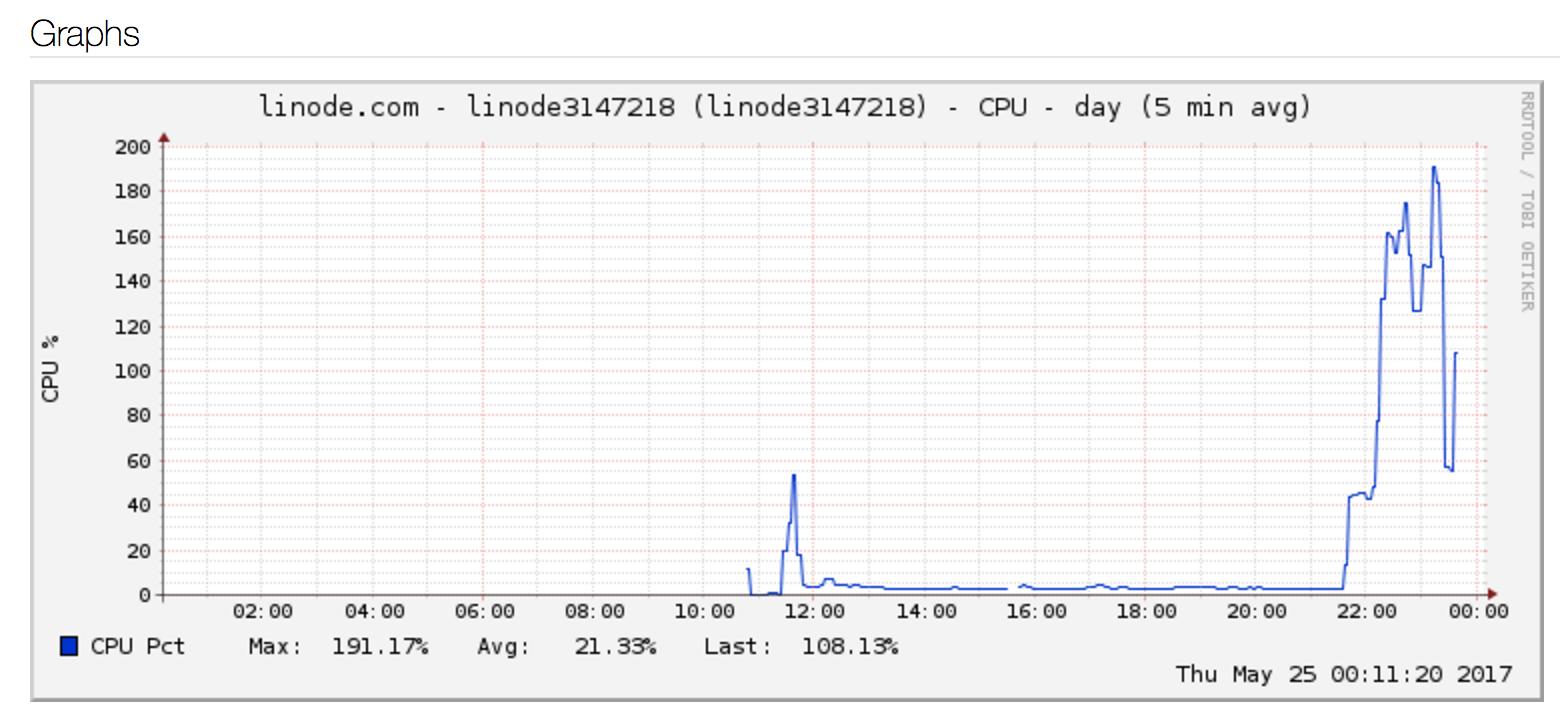 Graphs
linode.com - linode3147218 (linode3147218) - CPU - day (5 min avg)
RRDTOOL / TOBI OETIKER
CPU %
200
180
160
140
120
100
80
60
40
20
0
02:00 04:00 06:00 08:00 10:00 12:00 14:00 16:00 18:00 20:00 22:00 00:00
CPU Pct Max: 191.17% Avg: 21.33% Last: 108.13%
Thu May 25 00:11:20 2017